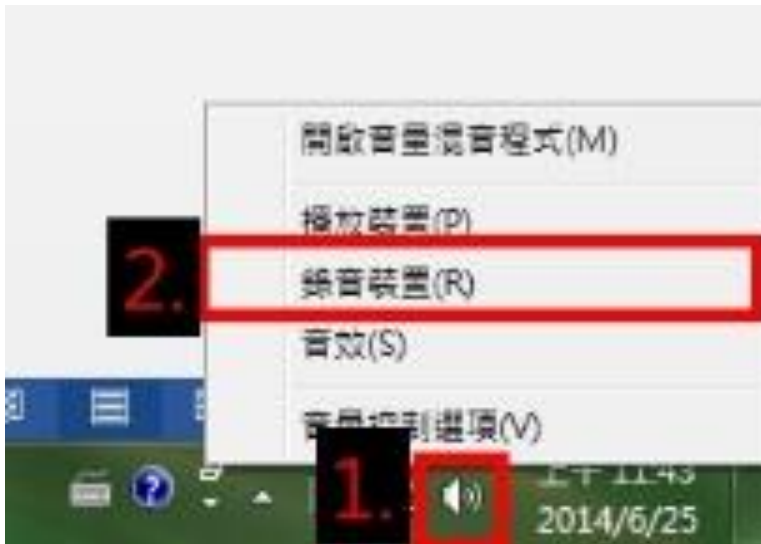 開啟音量混音程式(M)
播放裝置(P)
2.
錄音裝置(R)
音效(S)
音量控制選項(V)
1.
上午 11:43
2014/6/25